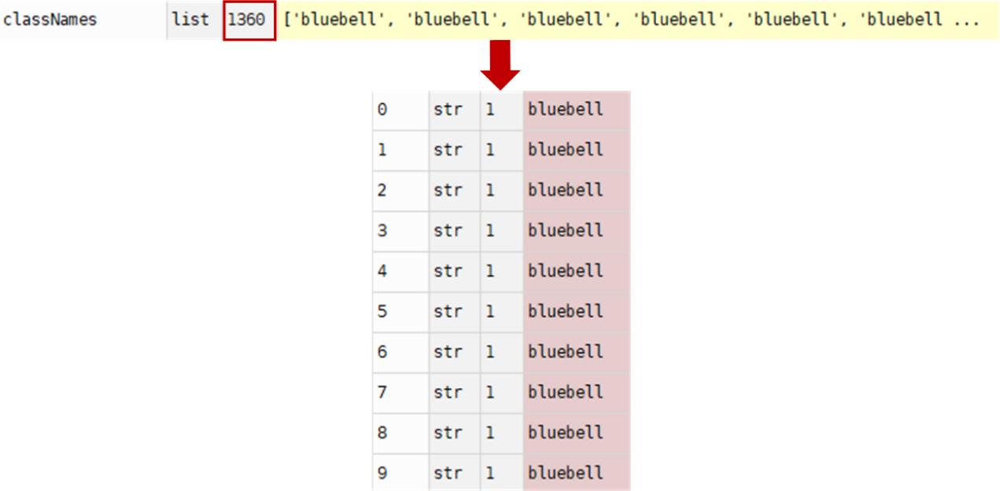 classNames list 1360 ['bluebell', 'bluebell', 'bluebell', 'bluebell', 'bluebell', 'bluebell ...
0 str 1 bluebell
1 str 1 bluebell
2 str 1 bluebell
3 str 1 bluebell
4 str 1 bluebell
5 str 1 bluebell
6 str 1 bluebell
7 str 1 bluebell
8 str 1 bluebell
9 str 1 bluebell